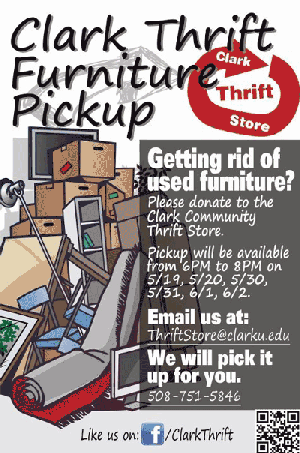 Clark Thrift
Furniture
Pickup
Clark
Thrift
Store
Getting rid of
used furniture?
Please donate to the
Clark Community
Thrift Store.
Pickup will be available
from 6PM to 8PM on
5/19, 5/20, 5/30,
5/31, 6/1, 6/2.
Email us at:
ThriftStore@clarku.edu
We will pick it
up for you.
508-751-5846
Like us on: f/ClarkThrift